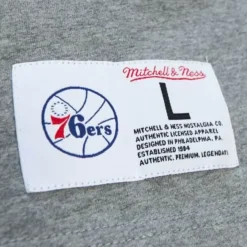 Mitchell & Ness
76ers
L
MITCHELL & NESS NOSTALGIA CO.
AUTHENTIC LICENSED APPAREL
DESIGNED IN PHILADELPHIA, PA
ESTABLISHED 1904
AUTHENTIC. PREMIUM. LEGENDARY